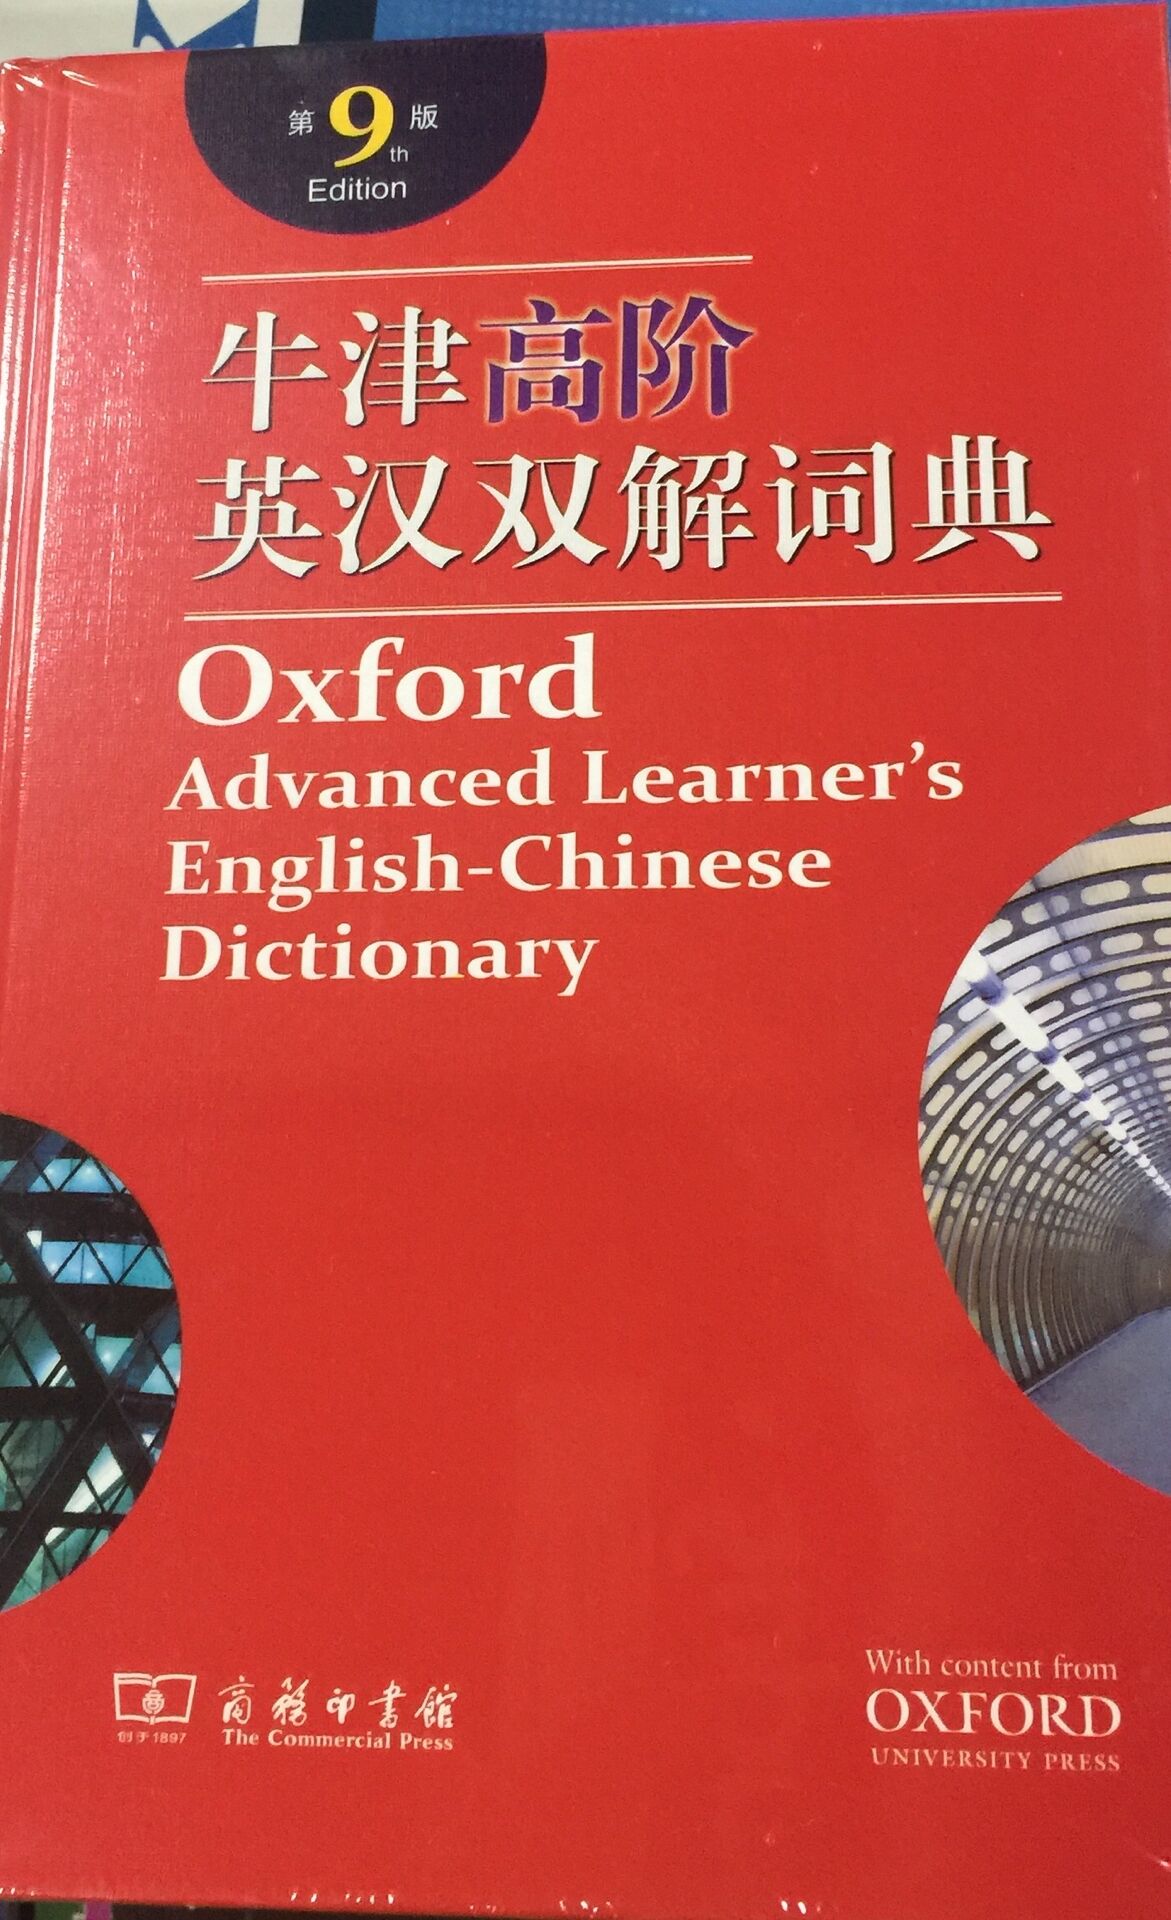 第9th版
Edition
牛津高阶
英汉双解词典
Oxford
Advanced Learner's
English-Chinese
Dictionary
创于1897
商務印書館
The Commercial Press
With content from
OXFORD
UNIVERSITY PRESS